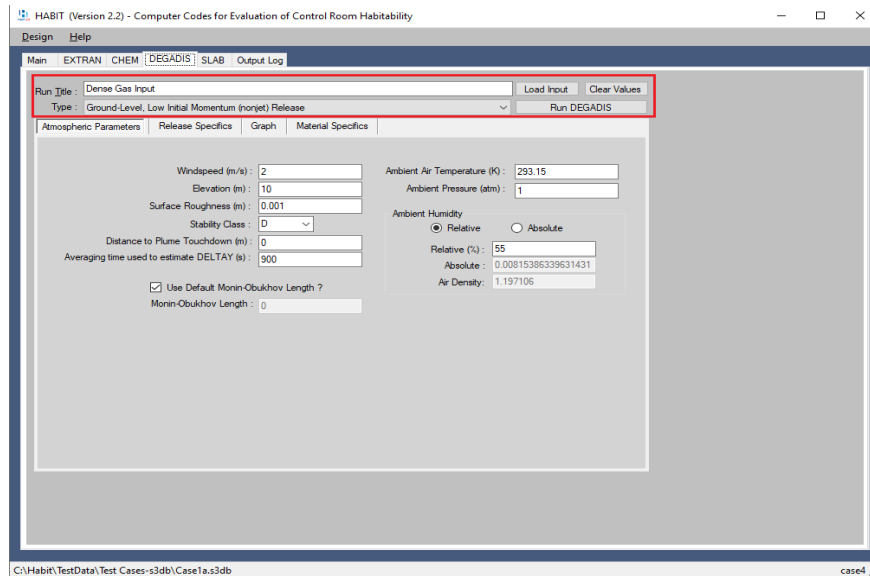 HABIT (Version 2.2) - Computer Codes for Evaluation of Control Room Habitability
Design Help
Main EXTRAN CHEM DEGADIS SLAB Output Log
Run Title : Dense Gas Input Load Input Clear Values
Type : Ground-Level, Low Initial Momentum (nonjet) Release Run DEGADIS
Atmospheric Parameters Release Specifics Graph Material Specifics
Windspeed (m/s) : 2 Ambient Air Temperature (K) : 293.15
Elevation (m) : 10 Ambient Pressure (atm) : 1
Surface Roughness (m) : 0.001
Ambient Humidity
Stability Class : D Relative Absolute
Distance to Plume Touchdown (m) : 0 Relative (%) : 55
Averaging time used to estimate DELTAY (s) : 900 Absolute : 0.00815386339631431
Air Density: 1.197106
Use Default Monin-Obukhov Length ?
Monin-Obukhov Length : 0
C:\Habit\TestData\Test Cases-s3db\Case1a.s3db case4